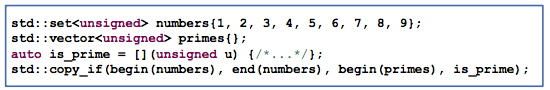 std::set<unsigned> numbers{1, 2, 3, 4, 5, 6, 7, 8, 9};
std::vector<unsigned> primes{};
auto is_prime = [](unsigned u) {/*...*/};
std::copy_if(begin(numbers), end(numbers), begin(primes), is_prime);